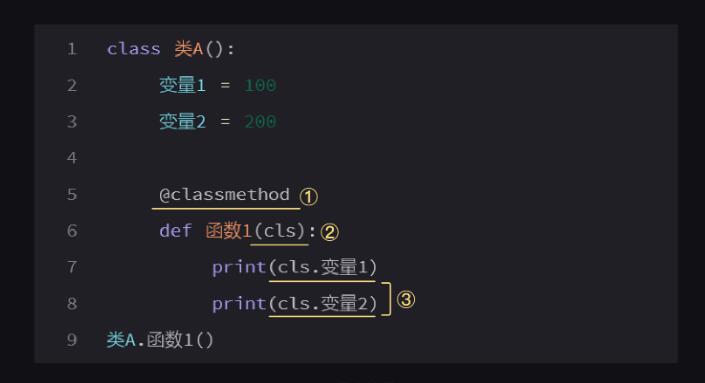 1 class 类A():
2 变量1 = 100
3 变量2 = 200
4
5 @classmethod ①
6 def 函数1(cls):②
7 print(cls.变量1)
8 print(cls.变量2) ③
9 类A.函数1()